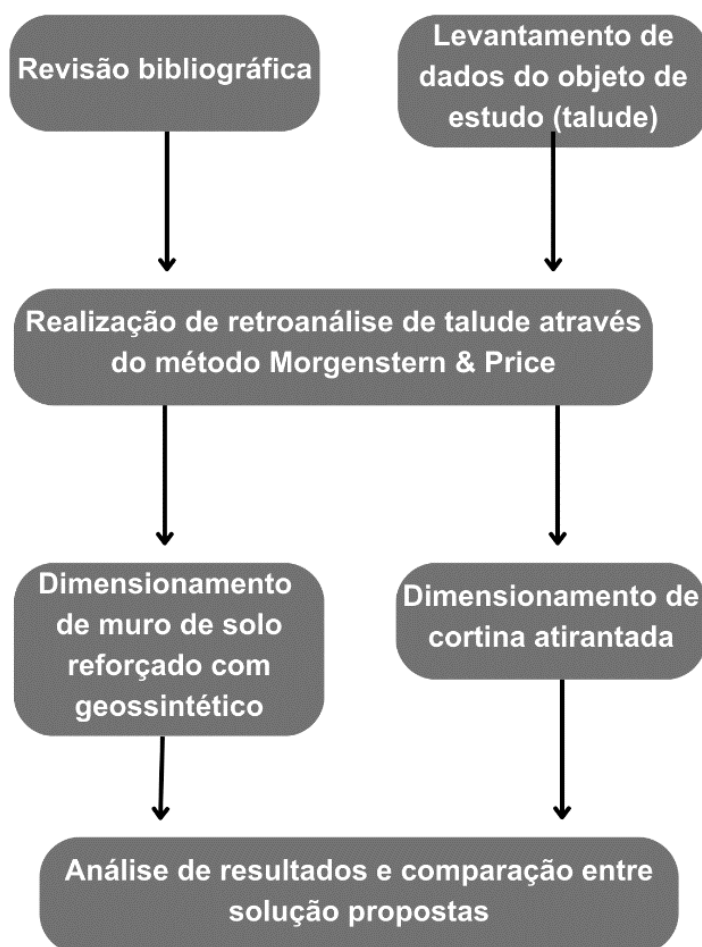 Revisão bibliográfica
Levantamento de
dados do objeto de
estudo (talude)
Realização de retroanálise de talude através
do método Morgenstern & Price
Dimensionamento
de muro de solo
reforçado com
geossintético
Dimensionamento de
cortina atirantada
Análise de resultados e comparação entre
solução propostas